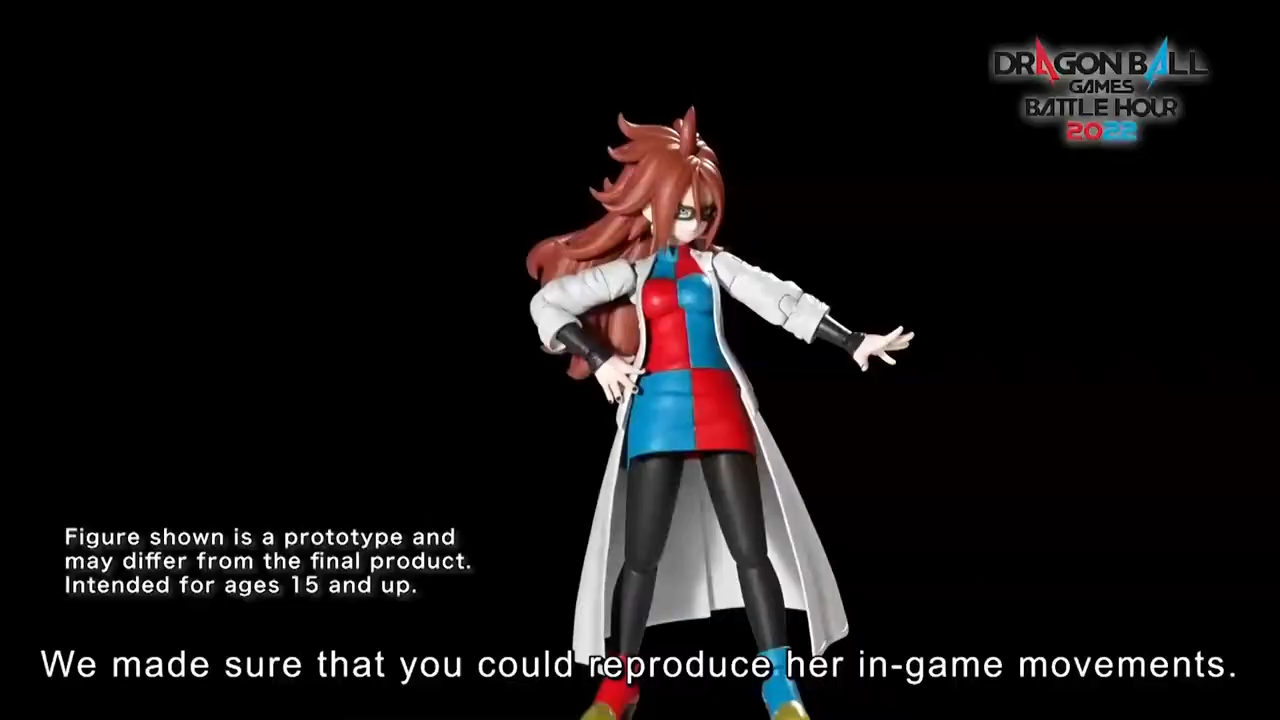 DRAGON BALL
GAMES
BATTLE HOUR
2022
Figure shown is a prototype and
may differ from the final product.
Intended for ages 15 and up.
We made sure that you could reproduce her in-game movements.